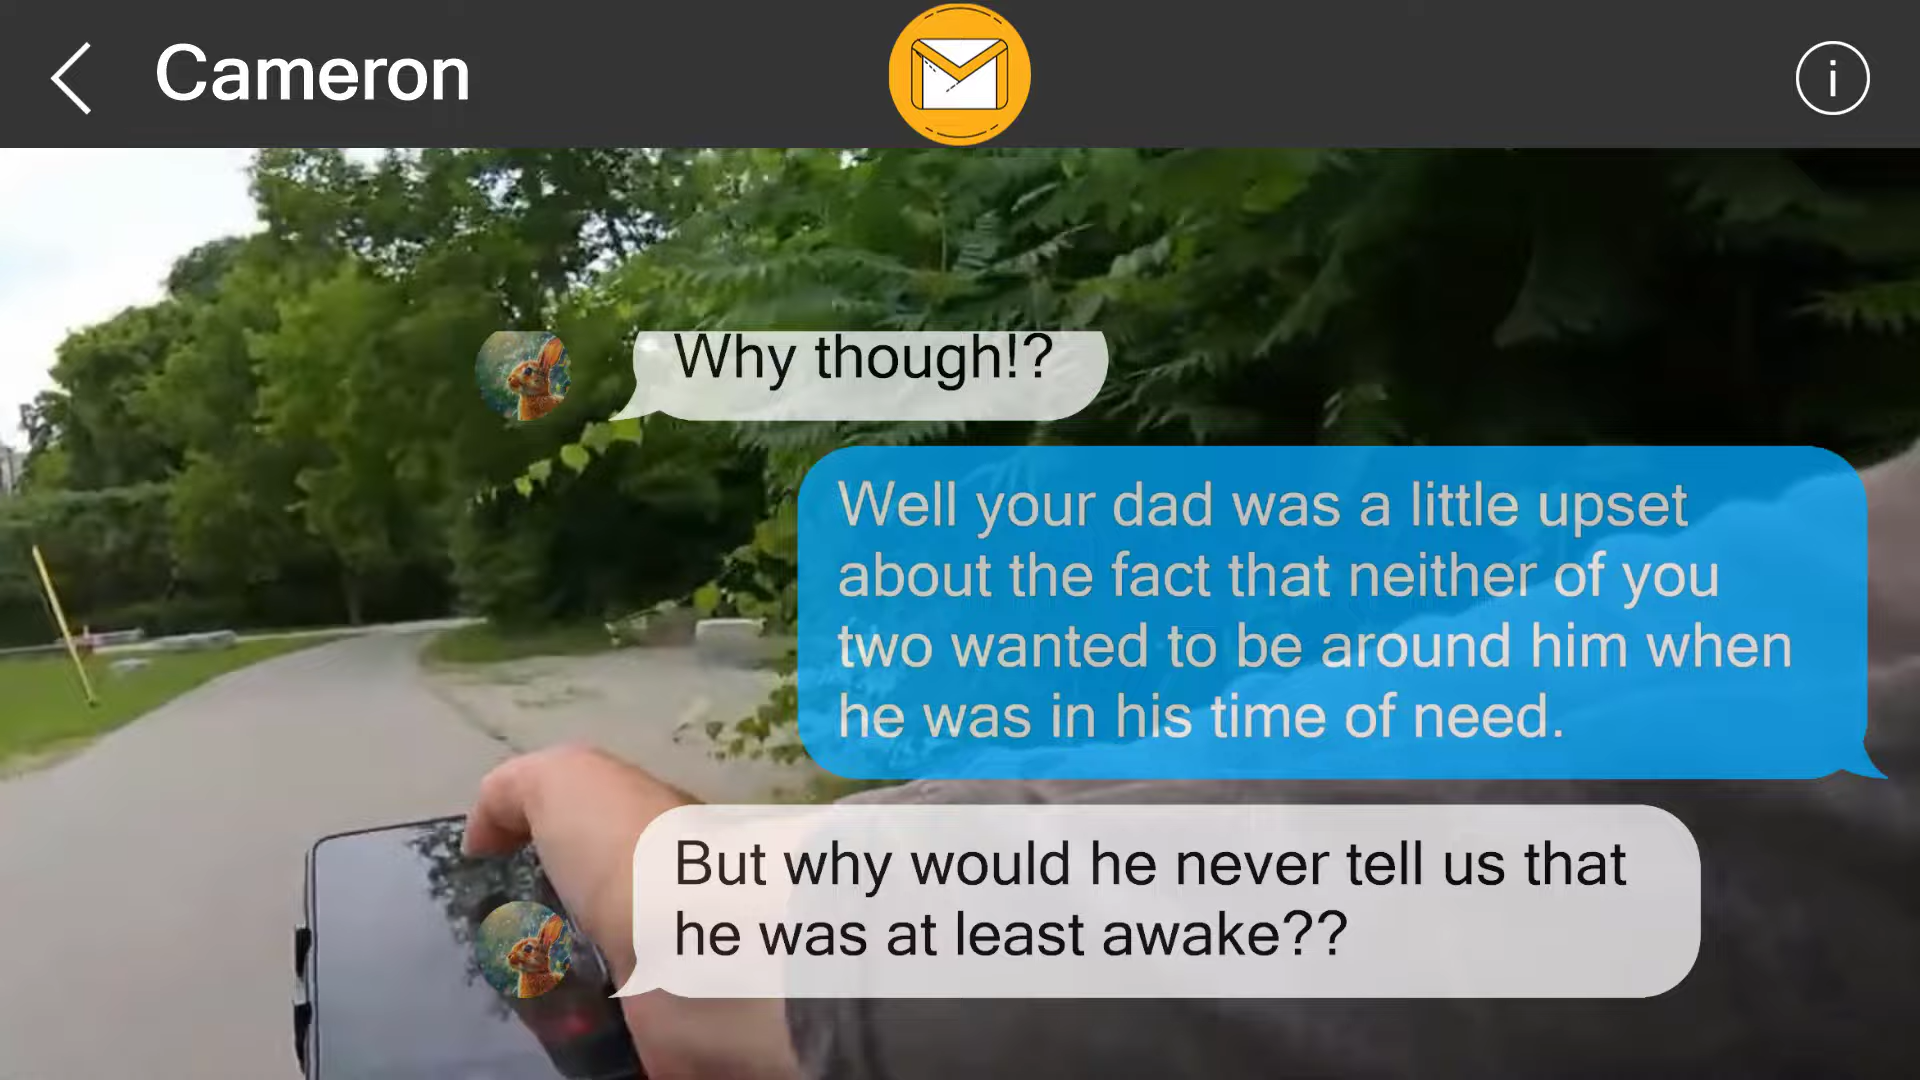 Cameron
i
Why though!?
Well your dad was a little upset
about the fact that neither of you
two wanted to be around him when
he was in his time of need.
But why would he never tell us that
he was at least awake??